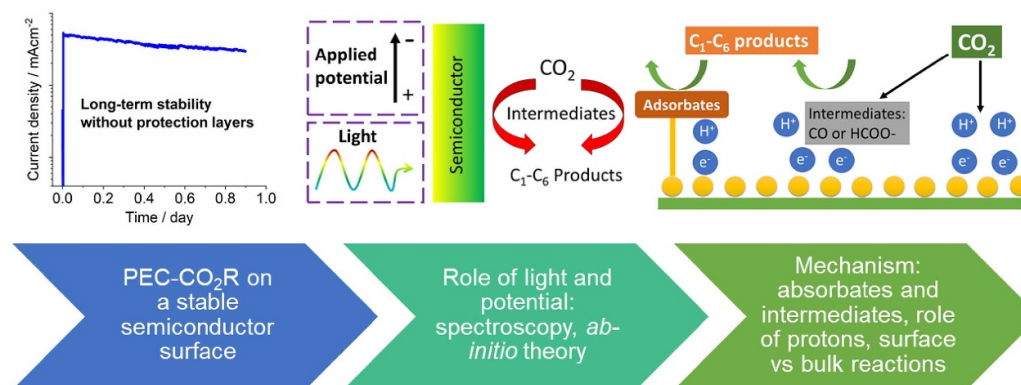 Current density / mAcm⁻²
Long-term stability
without protection layers
0.0 0.2 0.4 0.6 0.8 1.0
Time / day
Applied
potential
−
+
Light
Semiconductor
CO₂
Intermediates
C₁-C₆ Products
C₁-C₆ products
CO₂
Adsorbates
Intermediates:
CO or HCOO-
H⁺
H⁺
H⁺
H⁺
e⁻
e⁻
e⁻
e⁻
e⁻
PEC-CO₂R on
a stable
semiconductor
surface
Role of light and
potential:
spectroscopy, ab-
initio theory
Mechanism:
absorbates and
intermediates, role
of protons, surface
vs bulk reactions